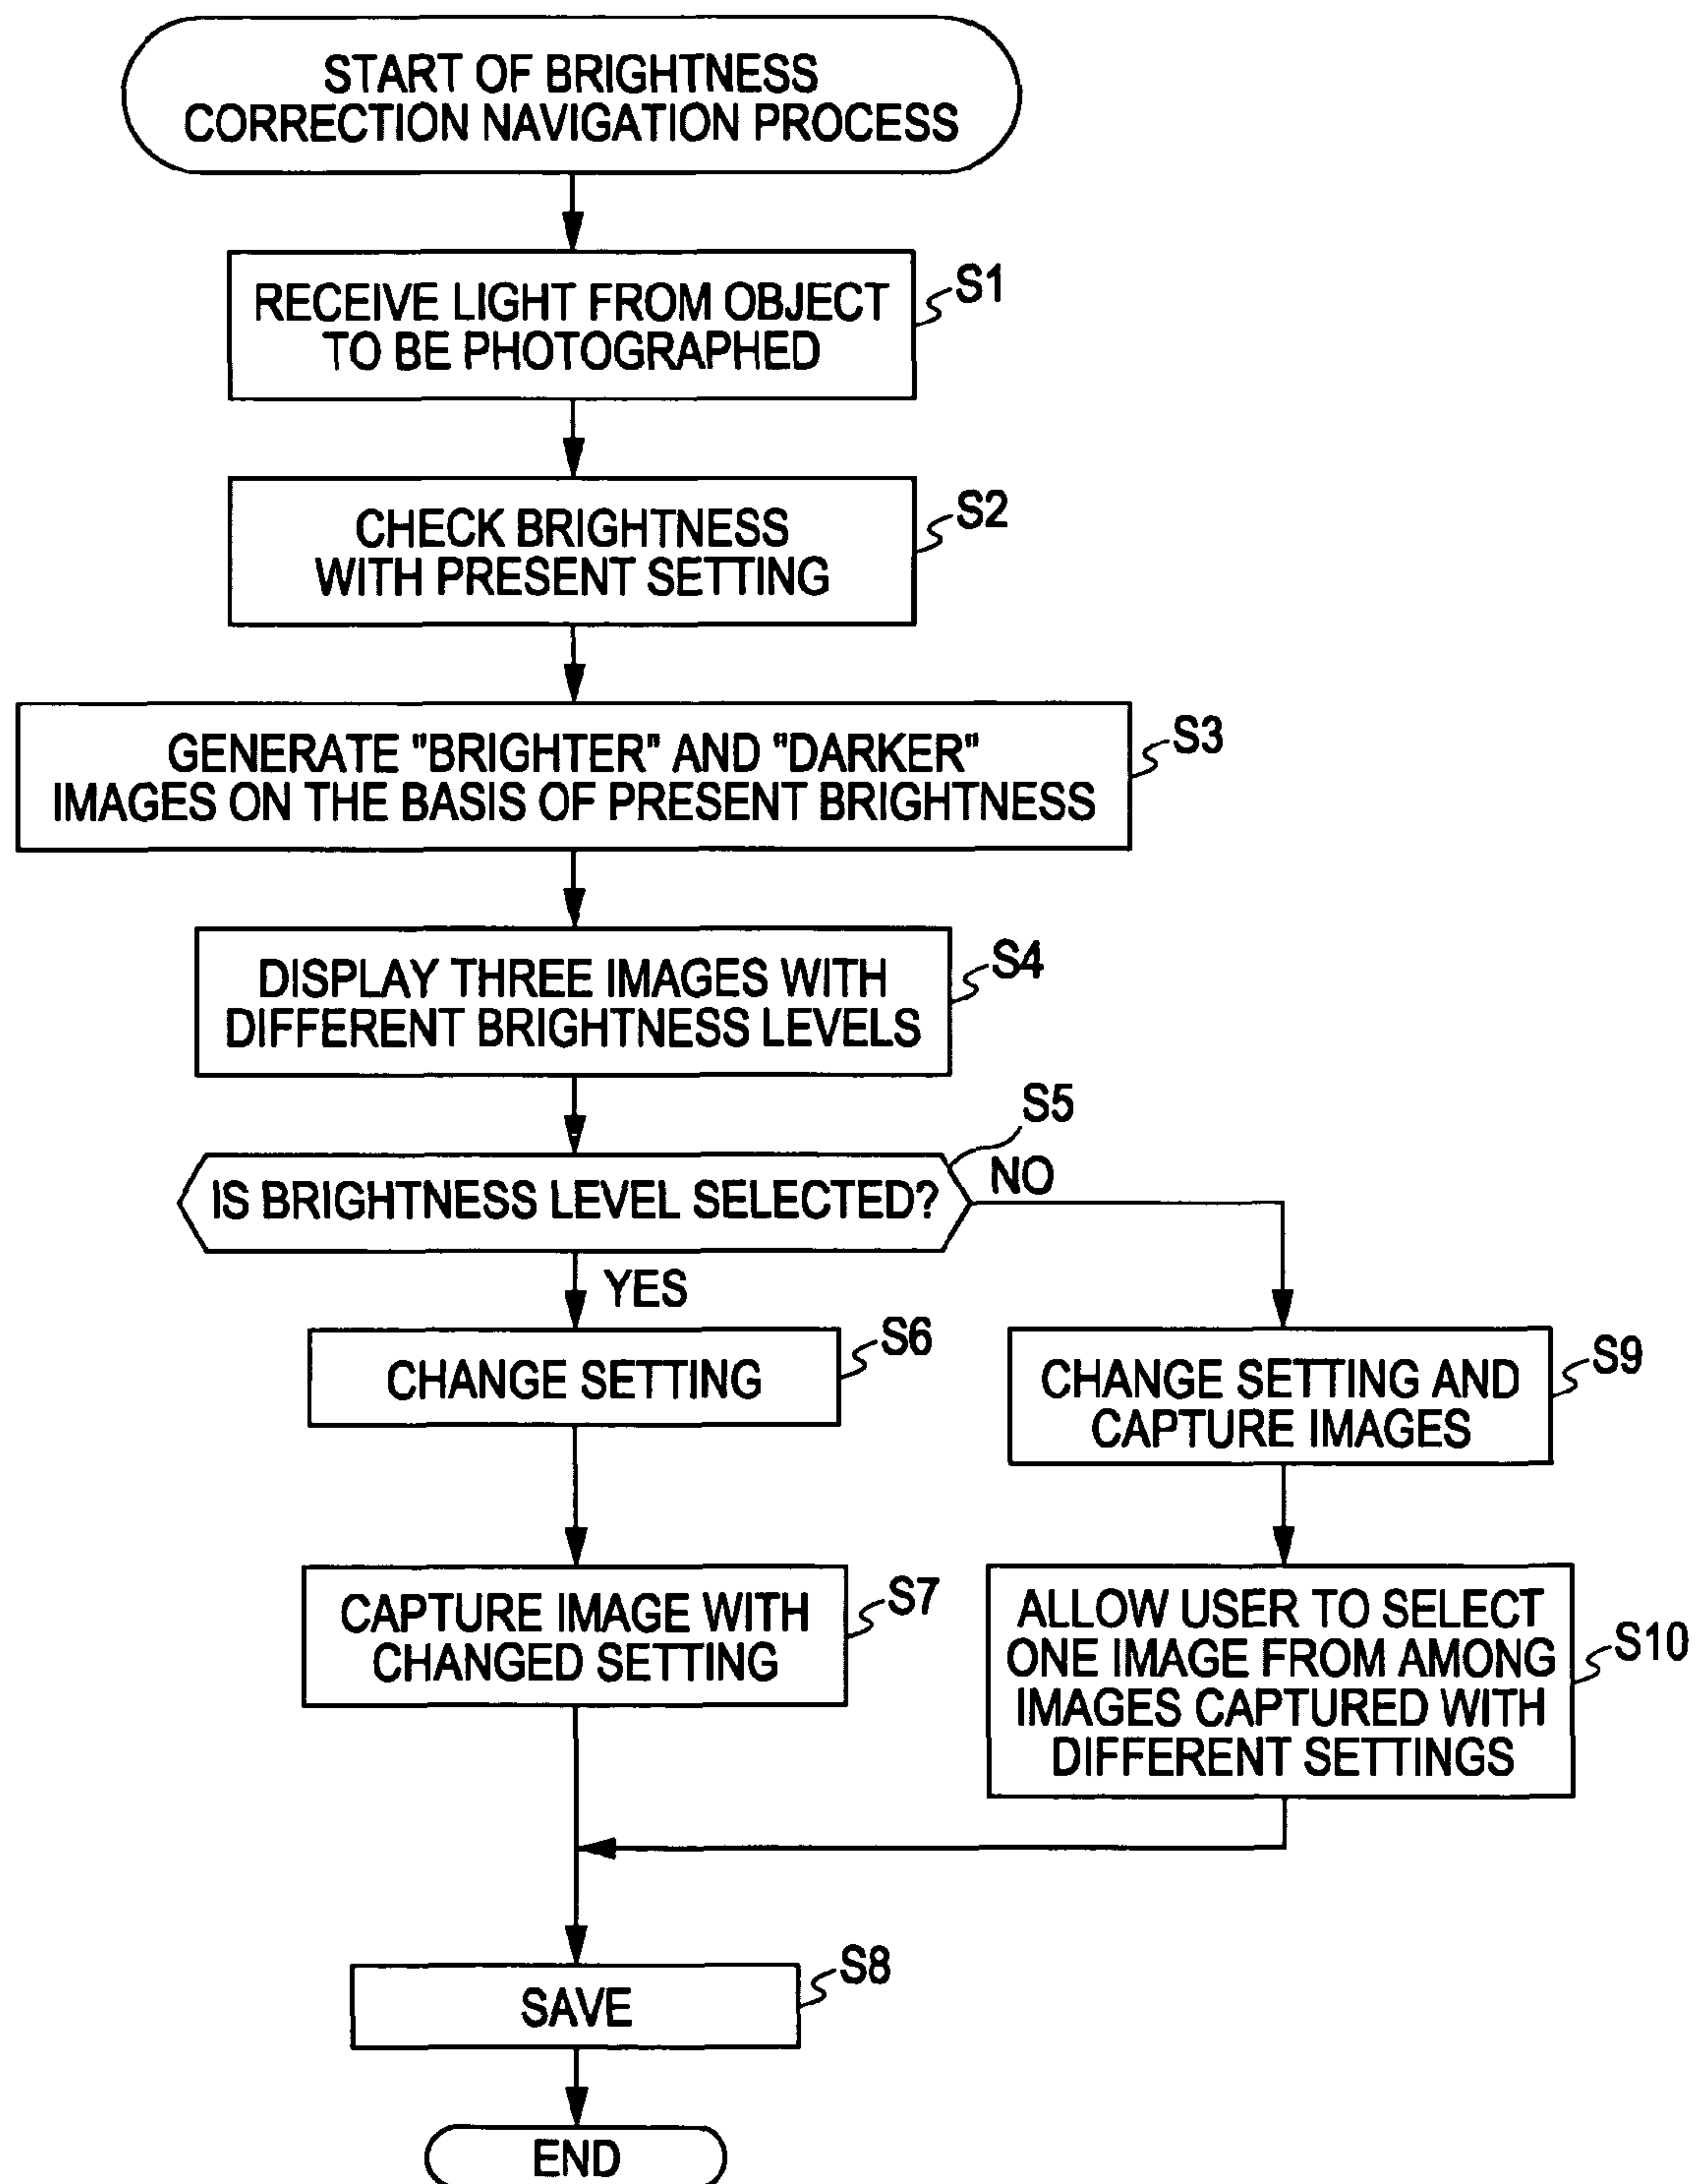 START OF BRIGHTNESS
CORRECTION NAVIGATION PROCESS
RECEIVE LIGHT FROM OBJECT
TO BE PHOTOGRAPHED
S1
CHECK BRIGHTNESS
WITH PRESENT SETTING
S2
GENERATE "BRIGHTER" AND "DARKER"
IMAGES ON THE BASIS OF PRESENT BRIGHTNESS
S3
DISPLAY THREE IMAGES WITH
DIFFERENT BRIGHTNESS LEVELS
S4
S5
IS BRIGHTNESS LEVEL SELECTED?
NO
YES
CHANGE SETTING
S6
CHANGE SETTING AND
CAPTURE IMAGES
S9
CAPTURE IMAGE WITH
CHANGED SETTING
S7
ALLOW USER TO SELECT
ONE IMAGE FROM AMONG
IMAGES CAPTURED WITH
DIFFERENT SETTINGS
S10
SAVE
S8
END